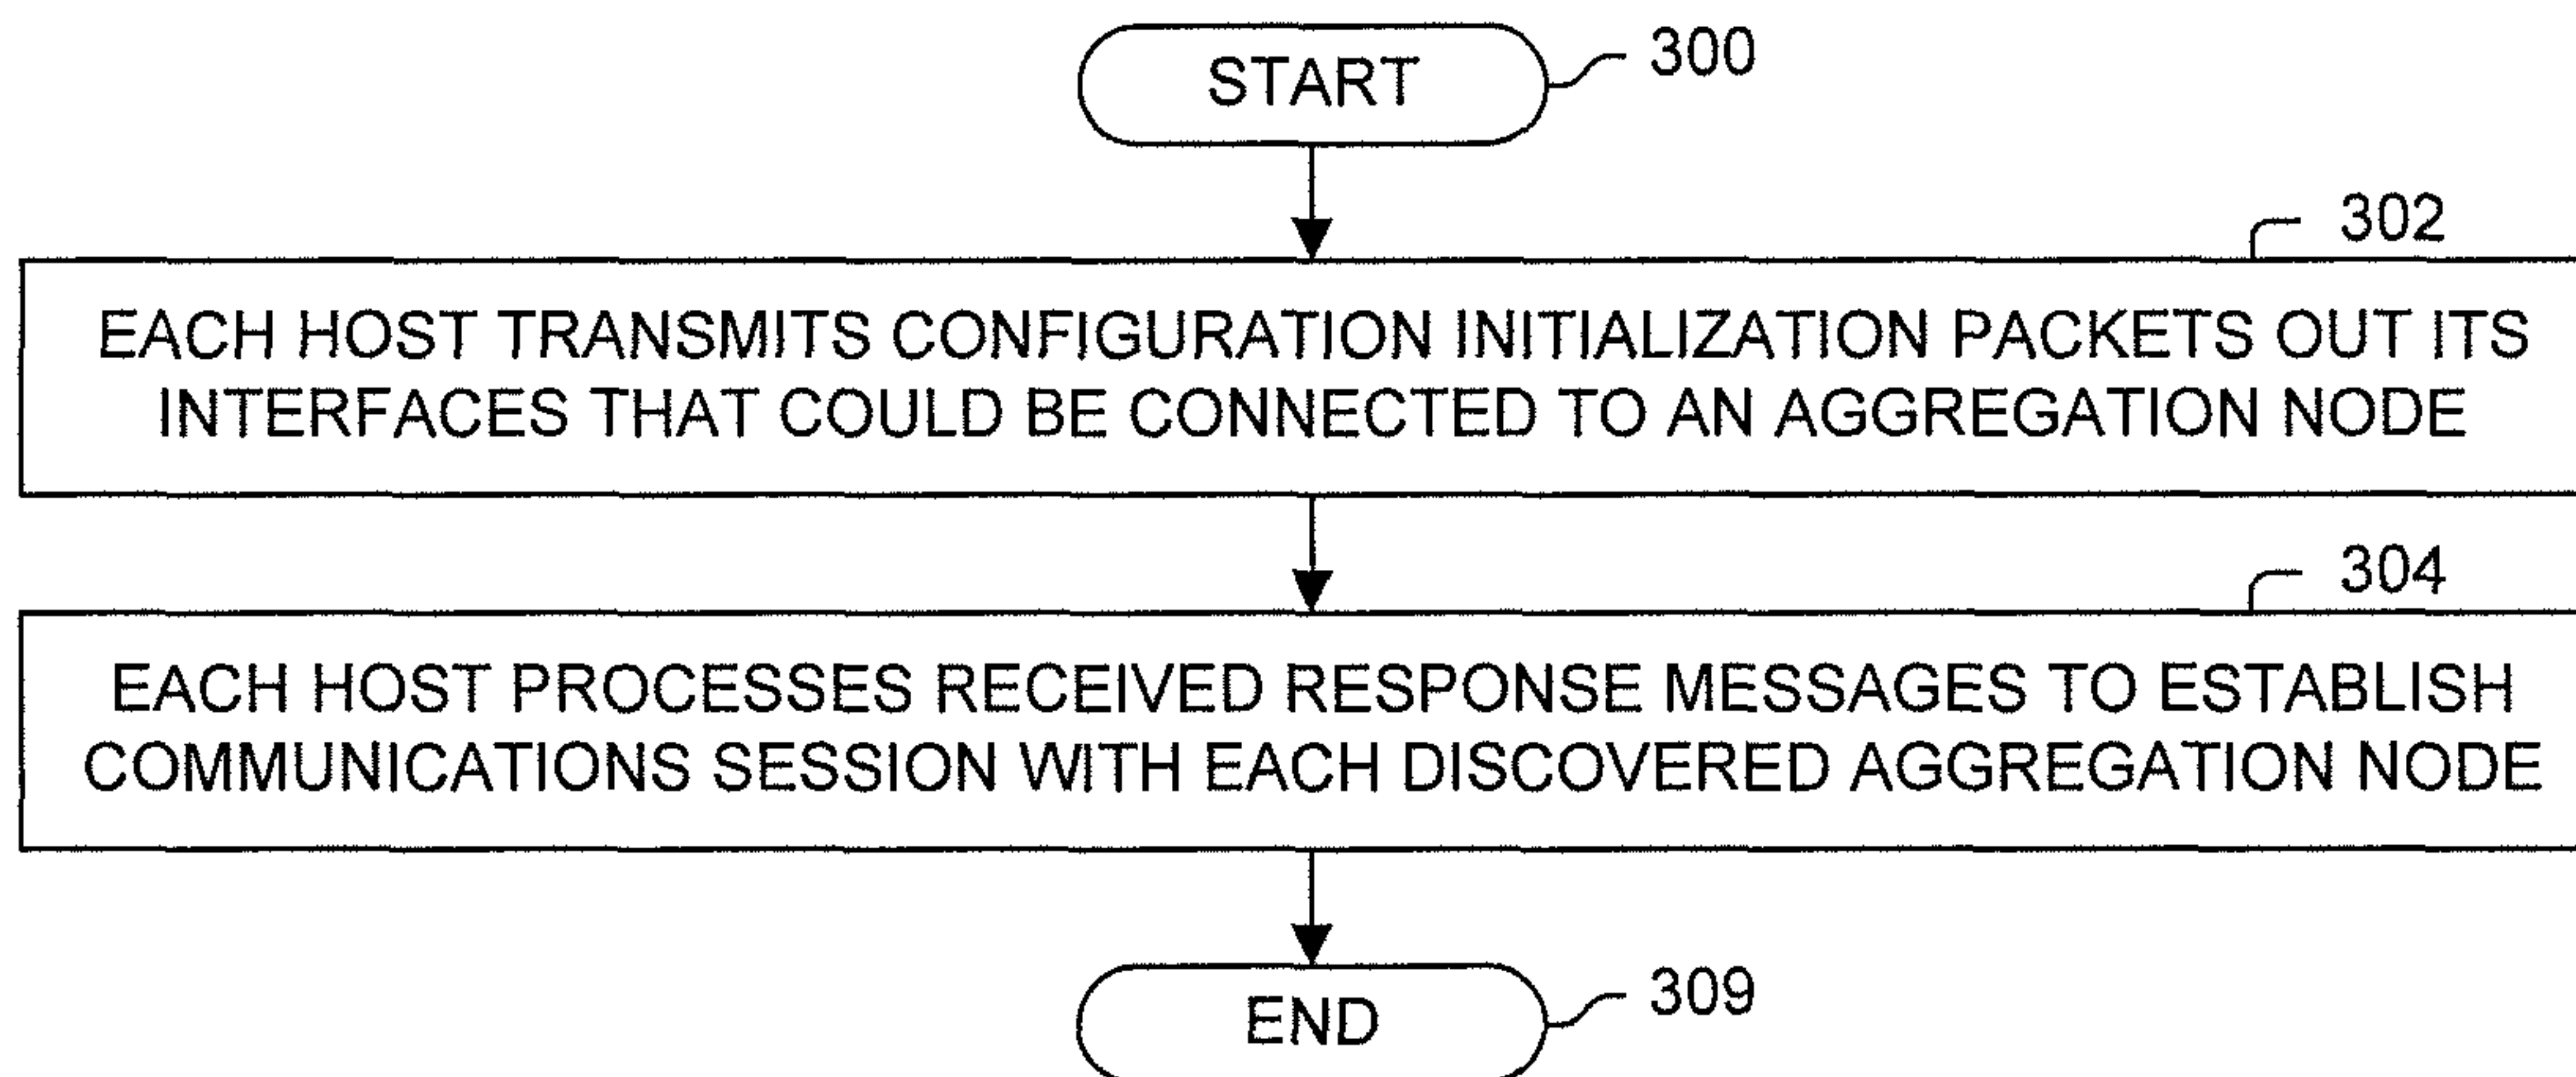 START
300
302
EACH HOST TRANSMITS CONFIGURATION INITIALIZATION PACKETS OUT ITS
INTERFACES THAT COULD BE CONNECTED TO AN AGGREGATION NODE
304
EACH HOST PROCESSES RECEIVED RESPONSE MESSAGES TO ESTABLISH
COMMUNICATIONS SESSION WITH EACH DISCOVERED AGGREGATION NODE
END
309